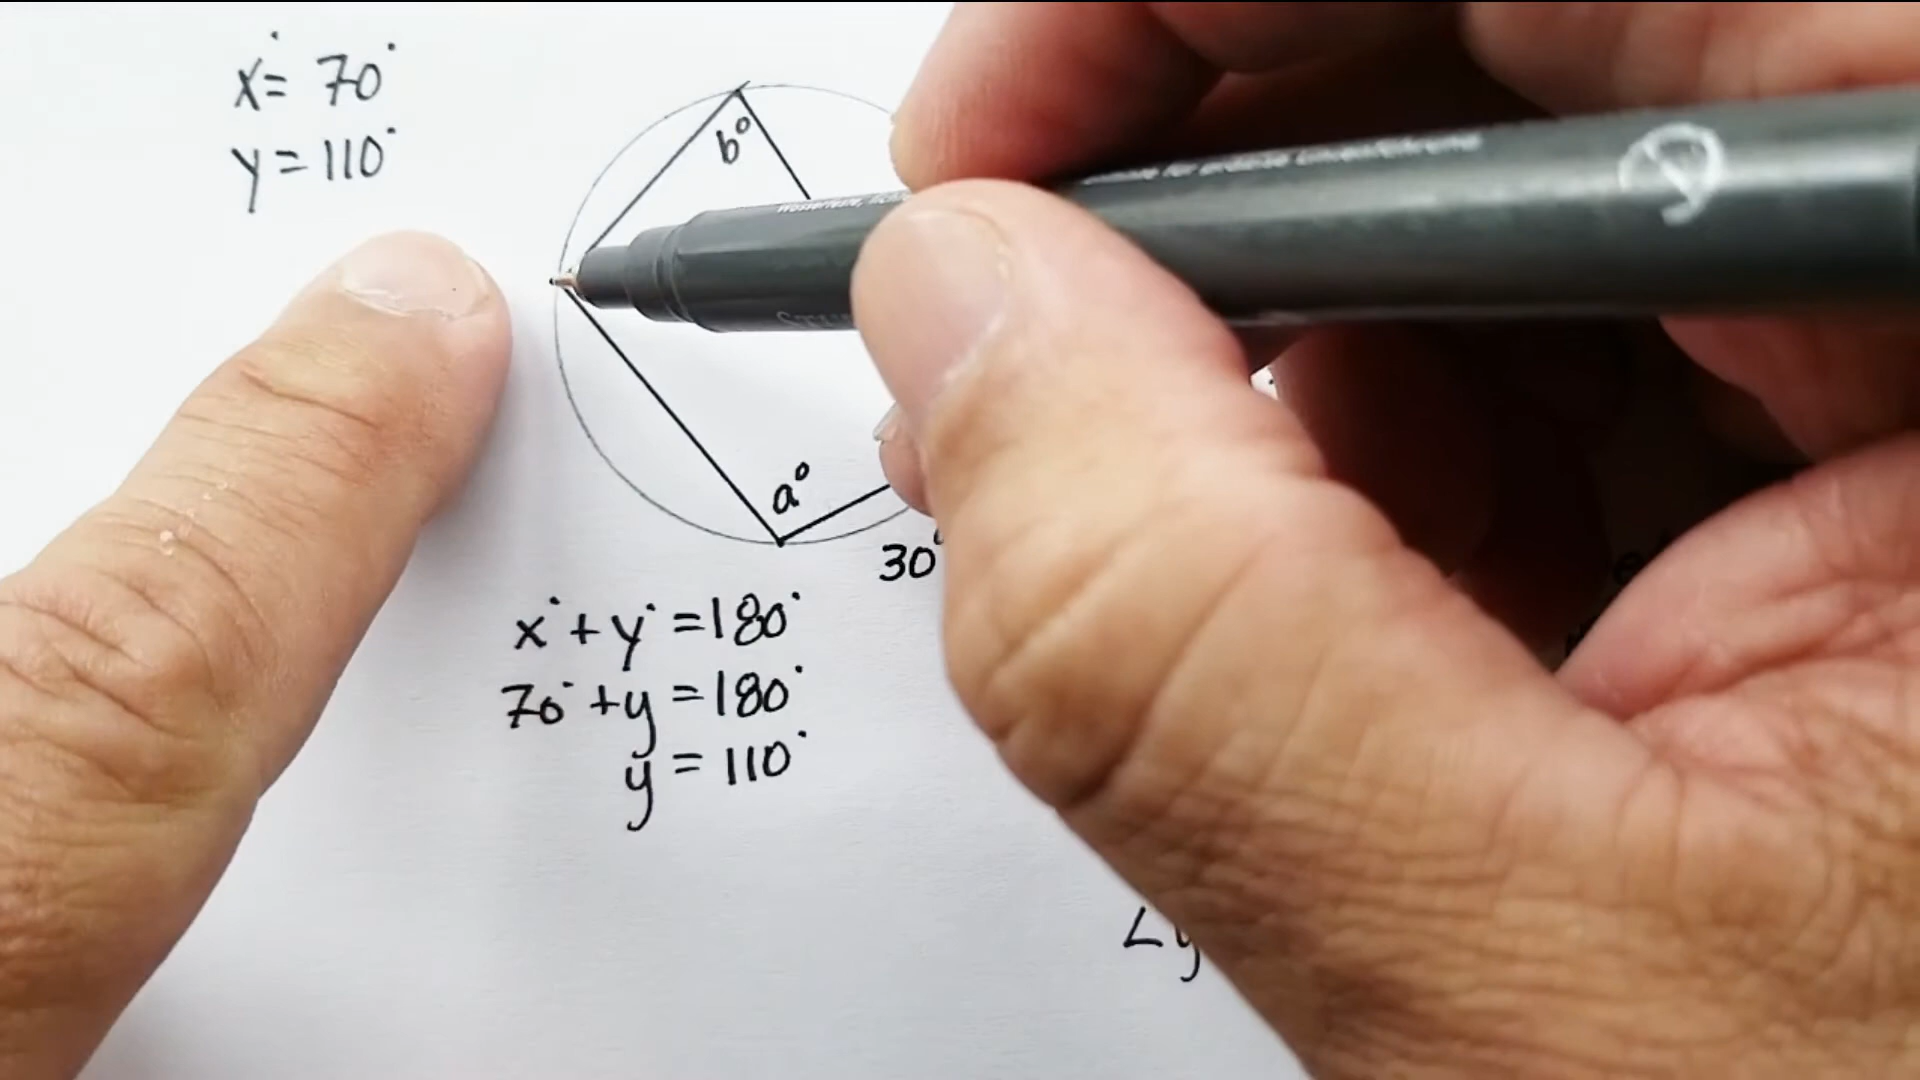 x° = 70°
y = 110°
b°
a°
30°
x° + y° = 180°
70° + y = 180°
y = 110°
∠y